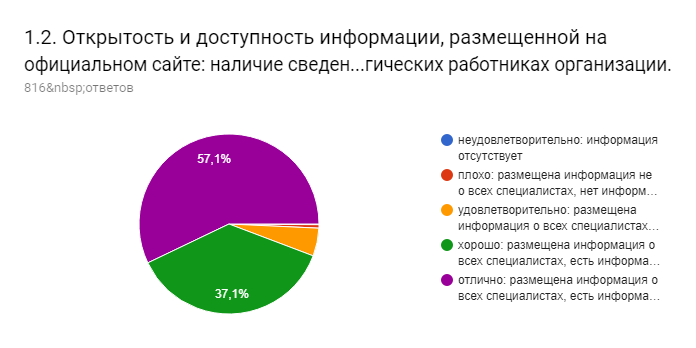 1.2. Открытость и доступность информации, размещенной на
официальном сайте: наличие сведен...гических работниках организации.
816&nbsp;ответов
57,1%
37,1%
неудовлетворительно: информация
отсутствует
плохо: размещена информация не
о всех специалистах, нет информ…
удовлетворительно: размещена
информация о всех специалистах…
хорошо: размещена информация о
всех специалистах, есть информа…
отлично: размещена информация о
всех специалистах, есть информа…